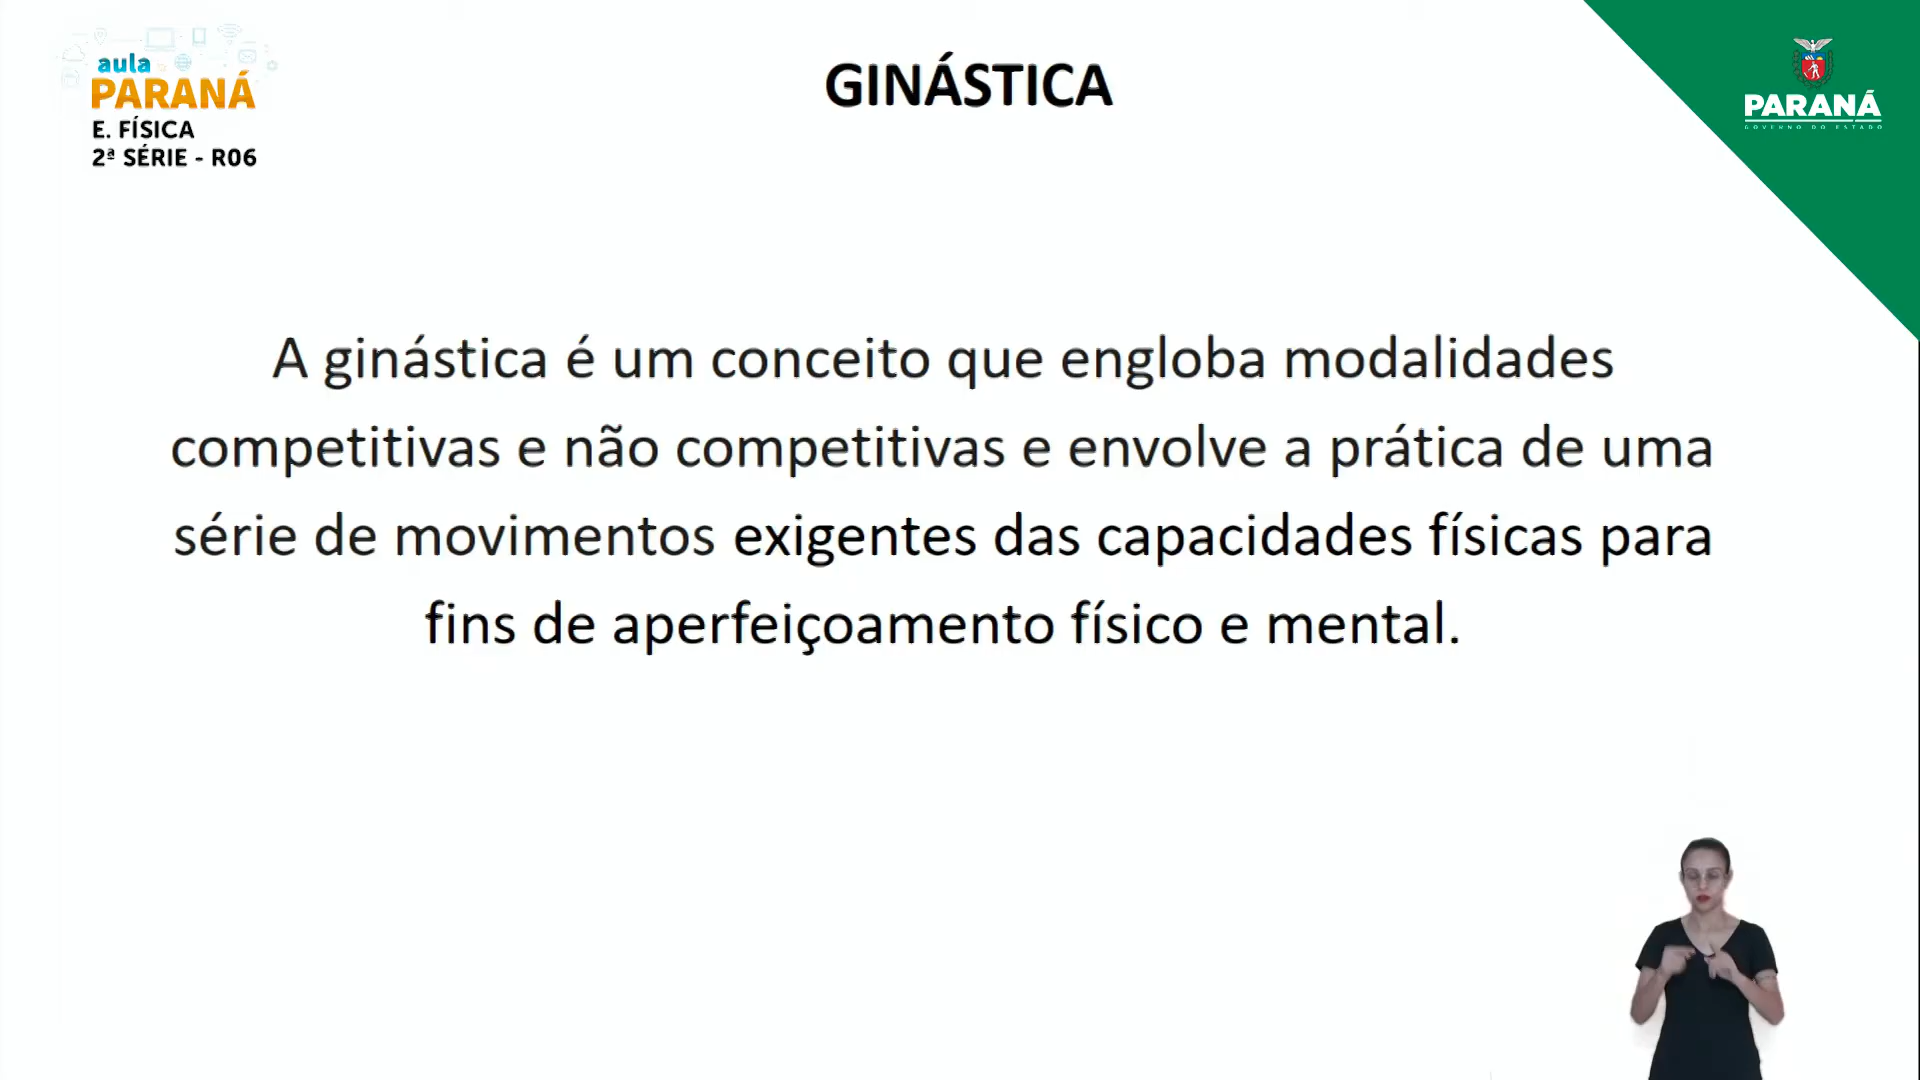 aula
PARANÁ
E. FÍSICA
2ª SÉRIE - R06
GINÁSTICA
PARANÁ
GOVERNO DO ESTADO
A ginástica é um conceito que engloba modalidades
competitivas e não competitivas e envolve a prática de uma
série de movimentos exigentes das capacidades físicas para
fins de aperfeiçoamento físico e mental.